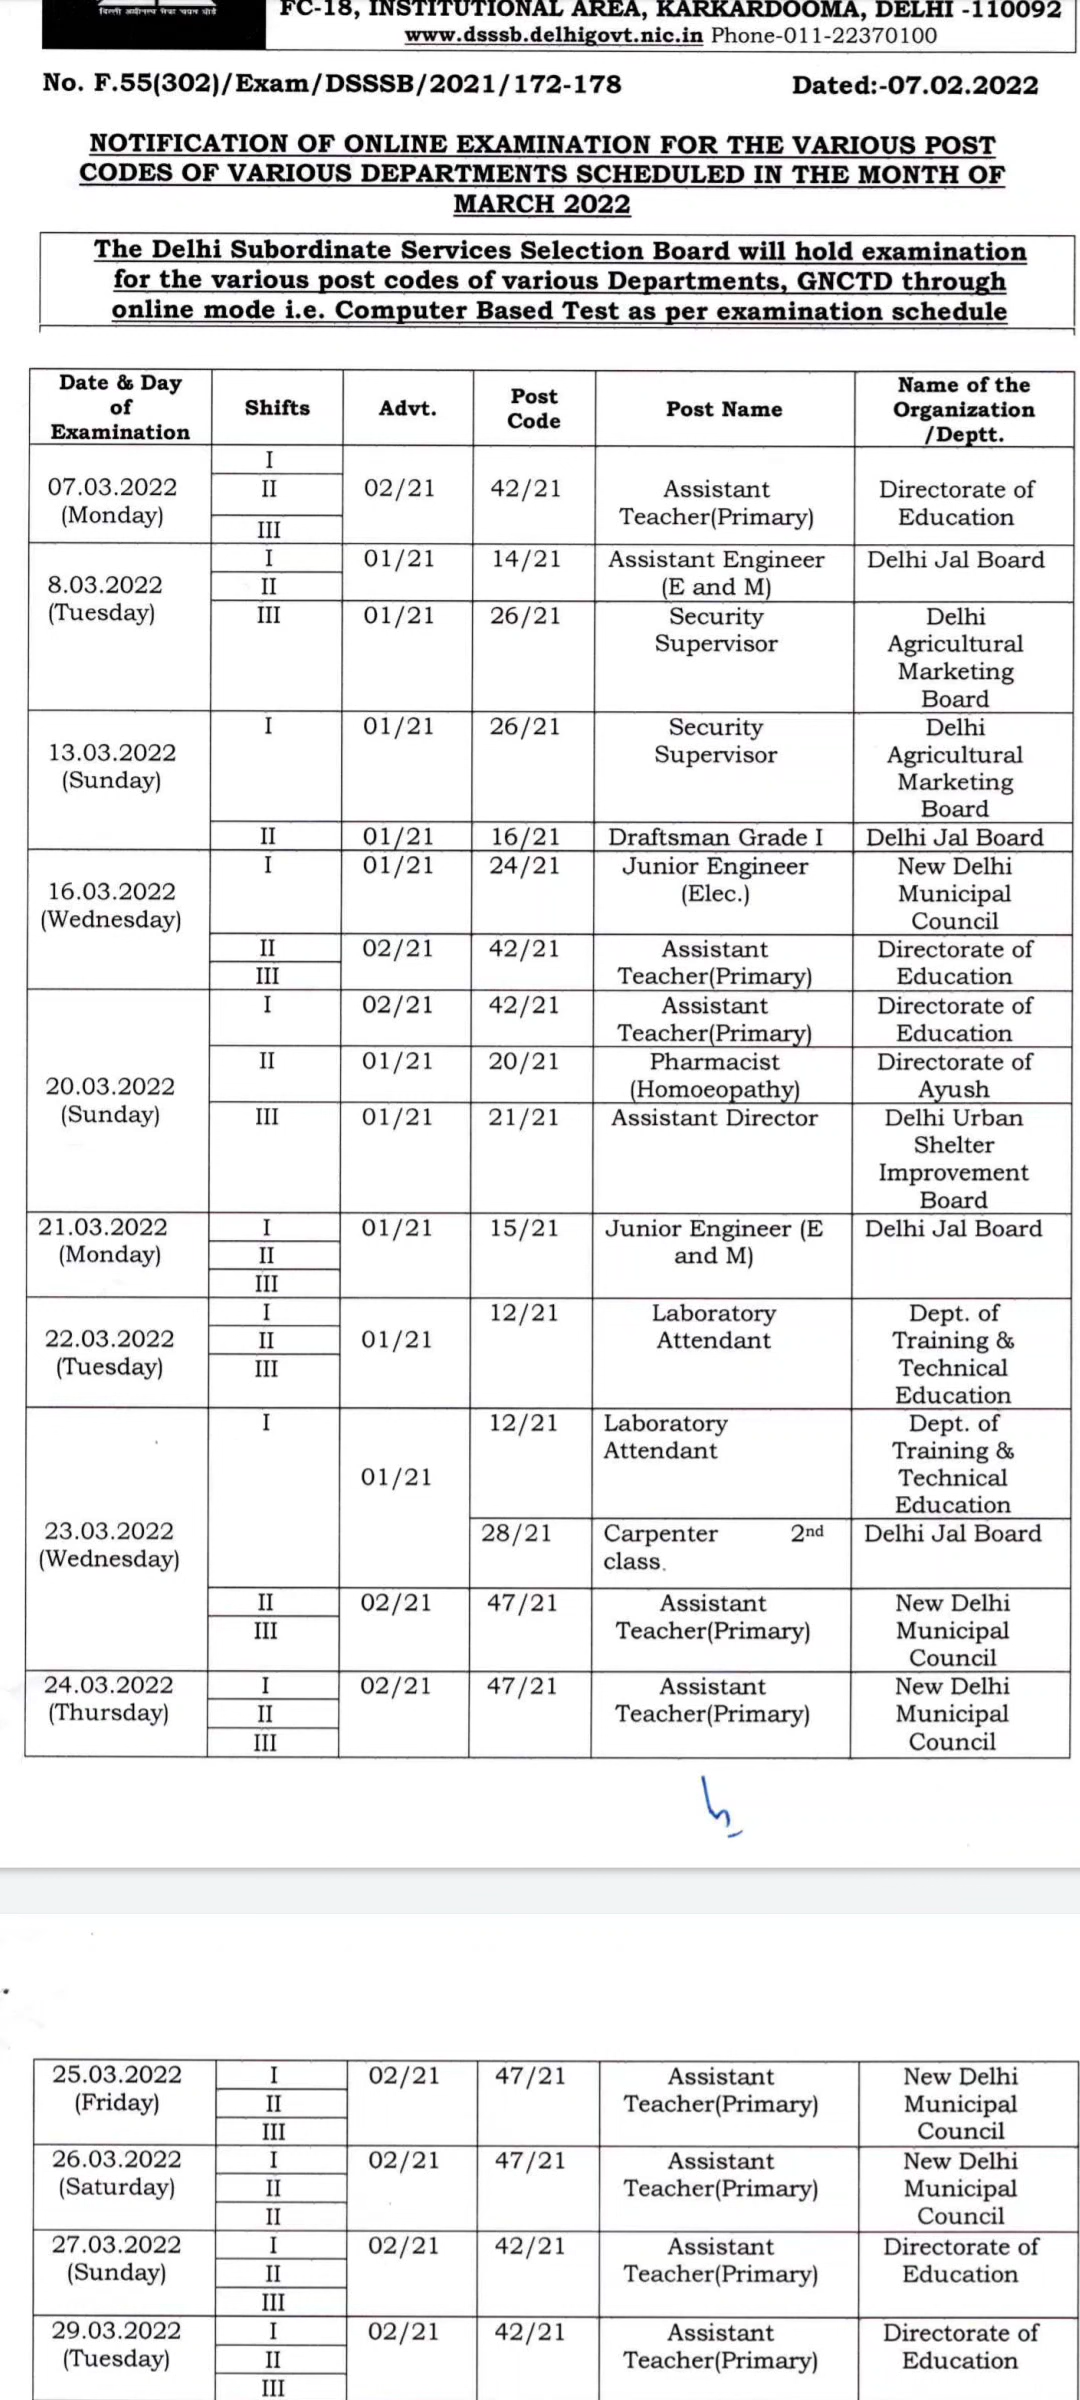 FC-18, INSTITUTIONAL AREA, KARKARDOOMA, DELHI -110092
www.dsssb.delhigovt.nic.in Phone-011-22370100
No. F.55(302)/Exam/DSSSB/2021/172-178 Dated:-07.02.2022
NOTIFICATION OF ONLINE EXAMINATION FOR THE VARIOUS POST
CODES OF VARIOUS DEPARTMENTS SCHEDULED IN THE MONTH OF
MARCH 2022
The Delhi Subordinate Services Selection Board will hold examination
for the various post codes of various Departments, GNCTD through
online mode i.e. Computer Based Test as per examination schedule
Date & Day
of
Examination
Shifts
Advt.
Post
Code
Post Name
Name of the
Organization
/Deptt.
07.03.2022
(Monday)
I
II
III
02/21
42/21
Assistant
Teacher(Primary)
Directorate of
Education
8.03.2022
(Tuesday)
I
II
01/21
14/21
Assistant Engineer
(E and M)
Delhi Jal Board
III
01/21
26/21
Security
Supervisor
Delhi
Agricultural
Marketing
Board
13.03.2022
(Sunday)
I
01/21
26/21
Security
Supervisor
Delhi
Agricultural
Marketing
Board
II
01/21
16/21
Draftsman Grade I
Delhi Jal Board
16.03.2022
(Wednesday)
I
01/21
24/21
Junior Engineer
(Elec.)
New Delhi
Municipal
Council
II
III
02/21
42/21
Assistant
Teacher(Primary)
Directorate of
Education
20.03.2022
(Sunday)
I
02/21
42/21
Assistant
Teacher(Primary)
Directorate of
Education
II
01/21
20/21
Pharmacist
(Homoeopathy)
Directorate of
Ayush
III
01/21
21/21
Assistant Director
Delhi Urban
Shelter
Improvement
Board
21.03.2022
(Monday)
I
II
III
01/21
15/21
Junior Engineer (E
and M)
Delhi Jal Board
22.03.2022
(Tuesday)
I
II
III
01/21
12/21
Laboratory
Attendant
Dept. of
Training &
Technical
Education
23.03.2022
(Wednesday)
I
01/21
12/21
Laboratory
Attendant
Dept. of
Training &
Technical
Education
28/21
Carpenter 2nd
class.
Delhi Jal Board
II
III
02/21
47/21
Assistant
Teacher(Primary)
New Delhi
Municipal
Council
24.03.2022
(Thursday)
I
II
III
02/21
47/21
Assistant
Teacher(Primary)
New Delhi
Municipal
Council
25.03.2022
(Friday)
I
II
III
02/21
47/21
Assistant
Teacher(Primary)
New Delhi
Municipal
Council
26.03.2022
(Saturday)
I
II
II
02/21
47/21
Assistant
Teacher(Primary)
New Delhi
Municipal
Council
27.03.2022
(Sunday)
I
II
III
02/21
42/21
Assistant
Teacher(Primary)
Directorate of
Education
29.03.2022
(Tuesday)
I
II
III
02/21
42/21
Assistant
Teacher(Primary)
Directorate of
Education